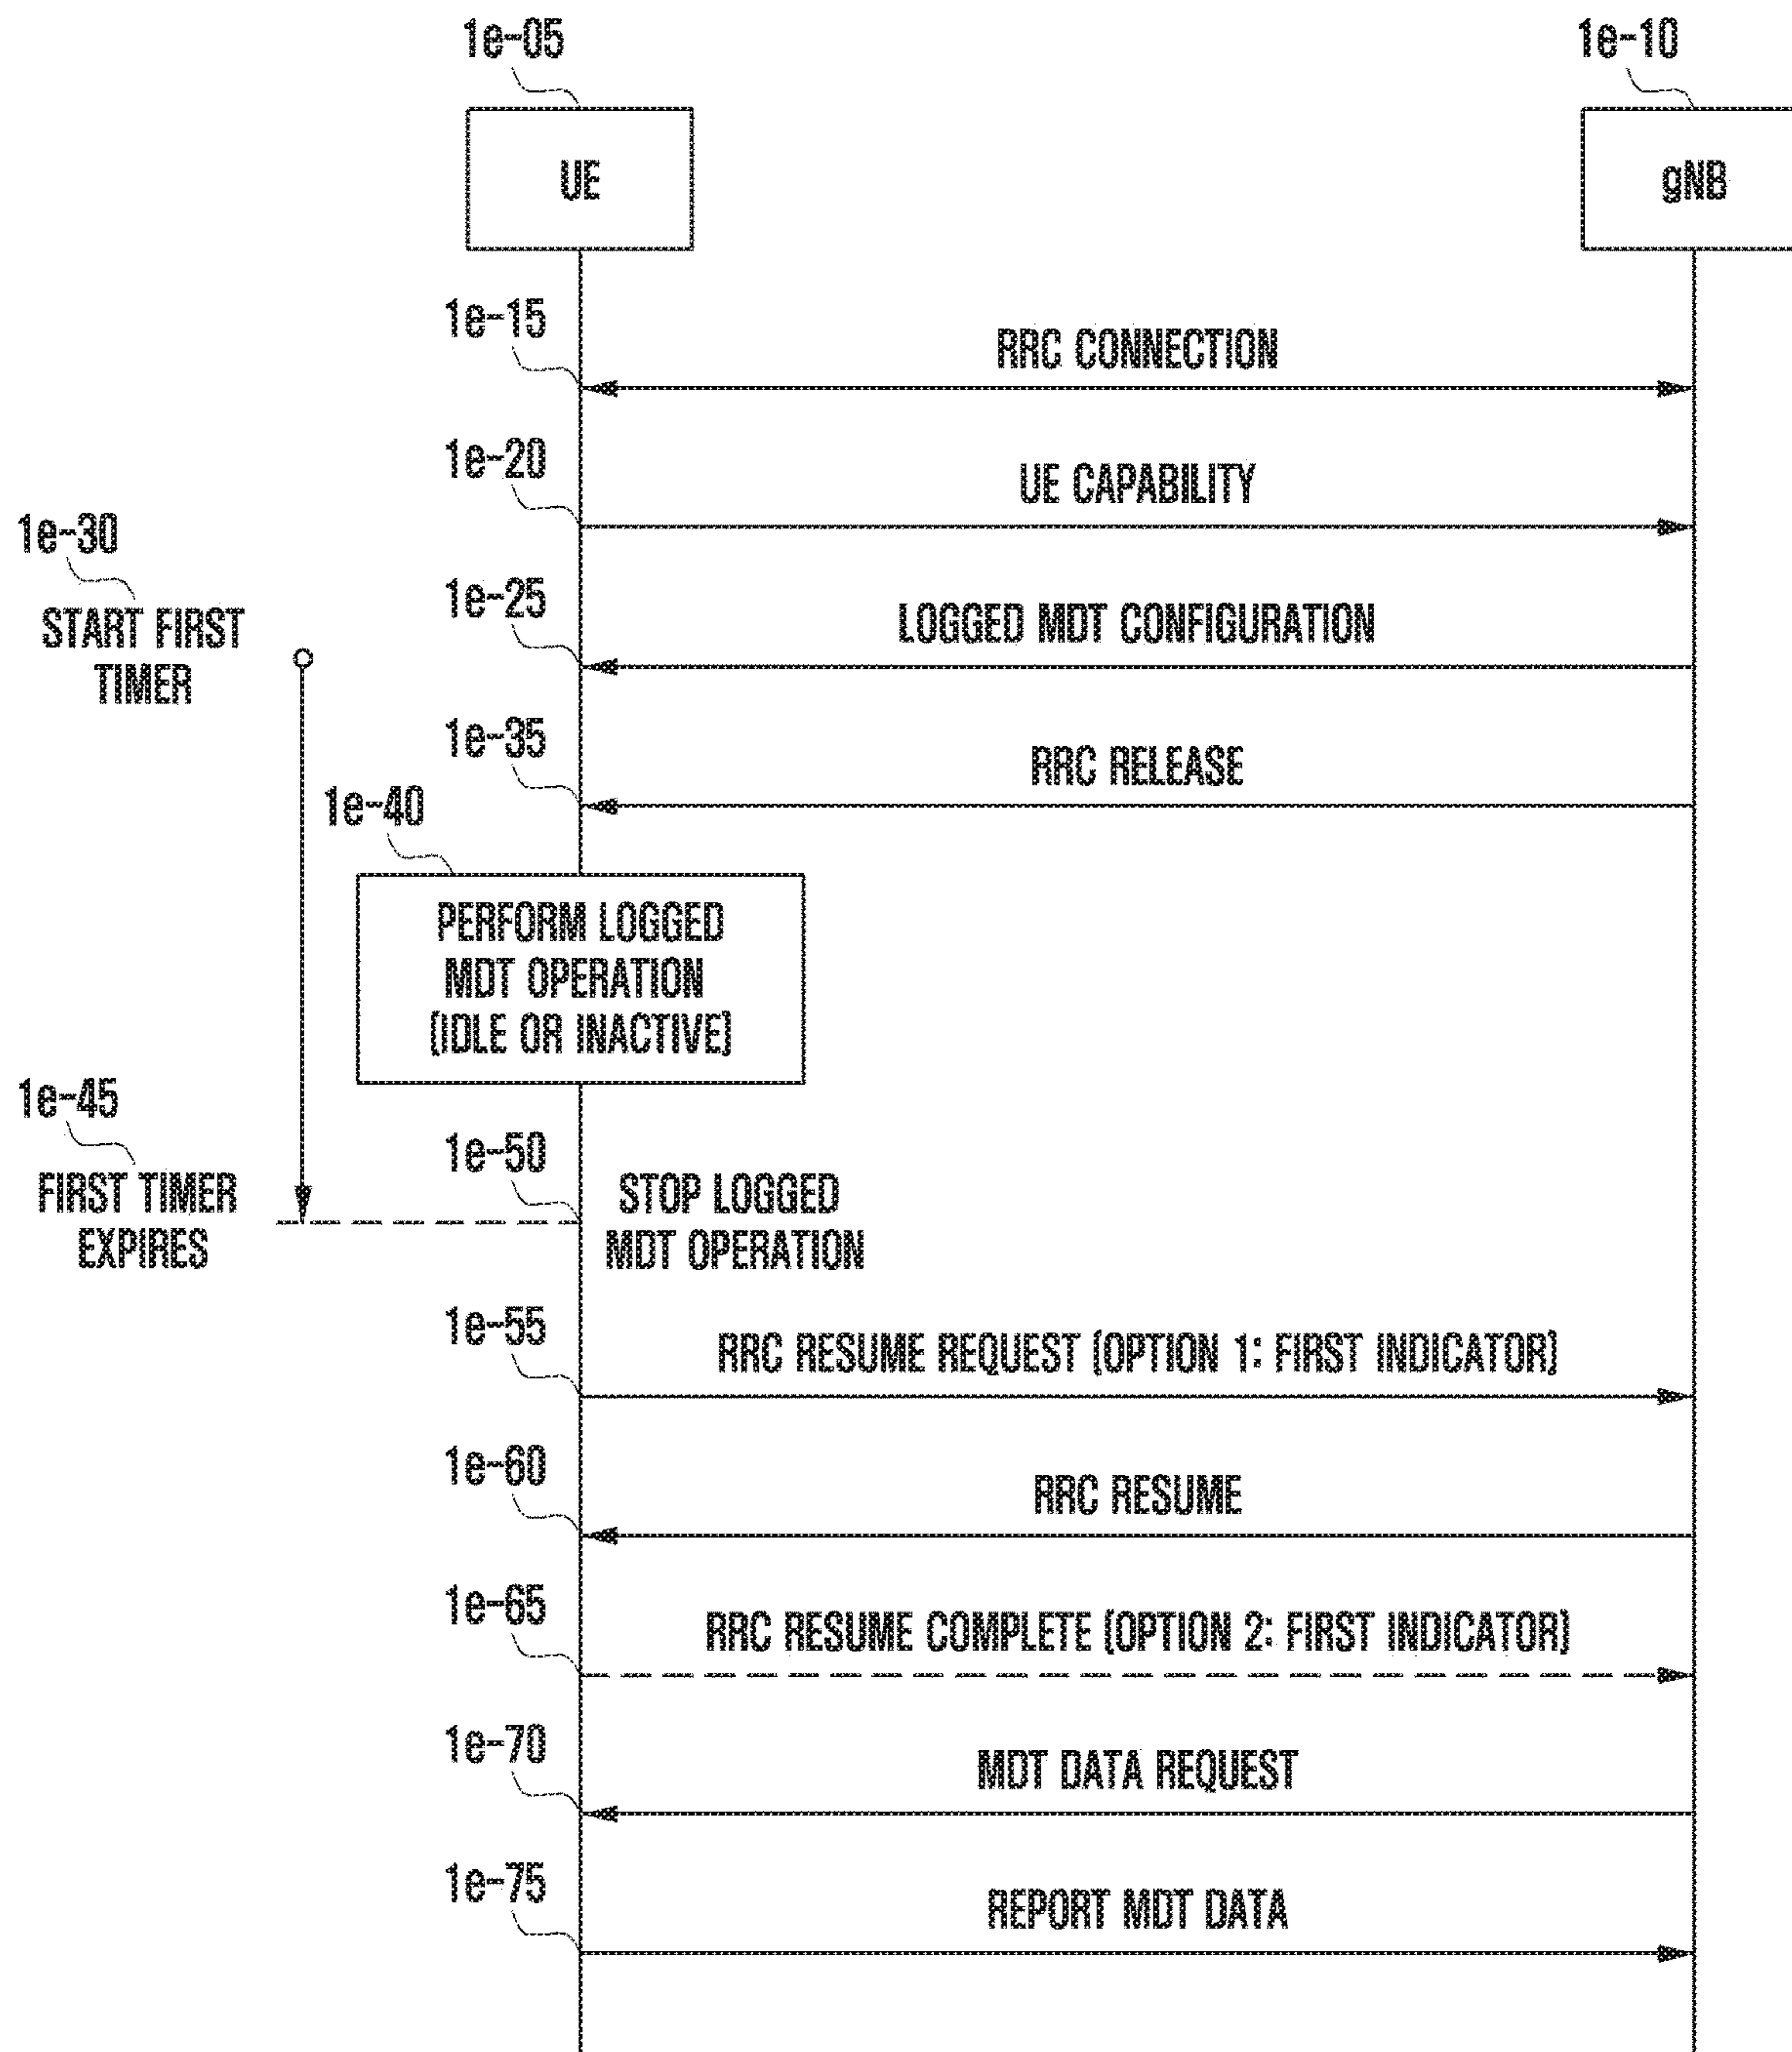 1e-05
1e-10
UE
gNB
1e-15
RRC CONNECTION
1e-20
UE CAPABILITY
1e-30
START FIRST
TIMER
1e-25
LOGGED MDT CONFIGURATION
1e-35
RRC RELEASE
1e-40
PERFORM LOGGED
MDT OPERATION
(IDLE OR INACTIVE)
1e-45
FIRST TIMER
EXPIRES
1e-50
STOP LOGGED
MDT OPERATION
1e-55
RRC RESUME REQUEST (OPTION 1: FIRST INDICATOR)
1e-60
RRC RESUME
1e-65
RRC RESUME COMPLETE (OPTION 2: FIRST INDICATOR)
1e-70
MDT DATA REQUEST
1e-75
REPORT MDT DATA